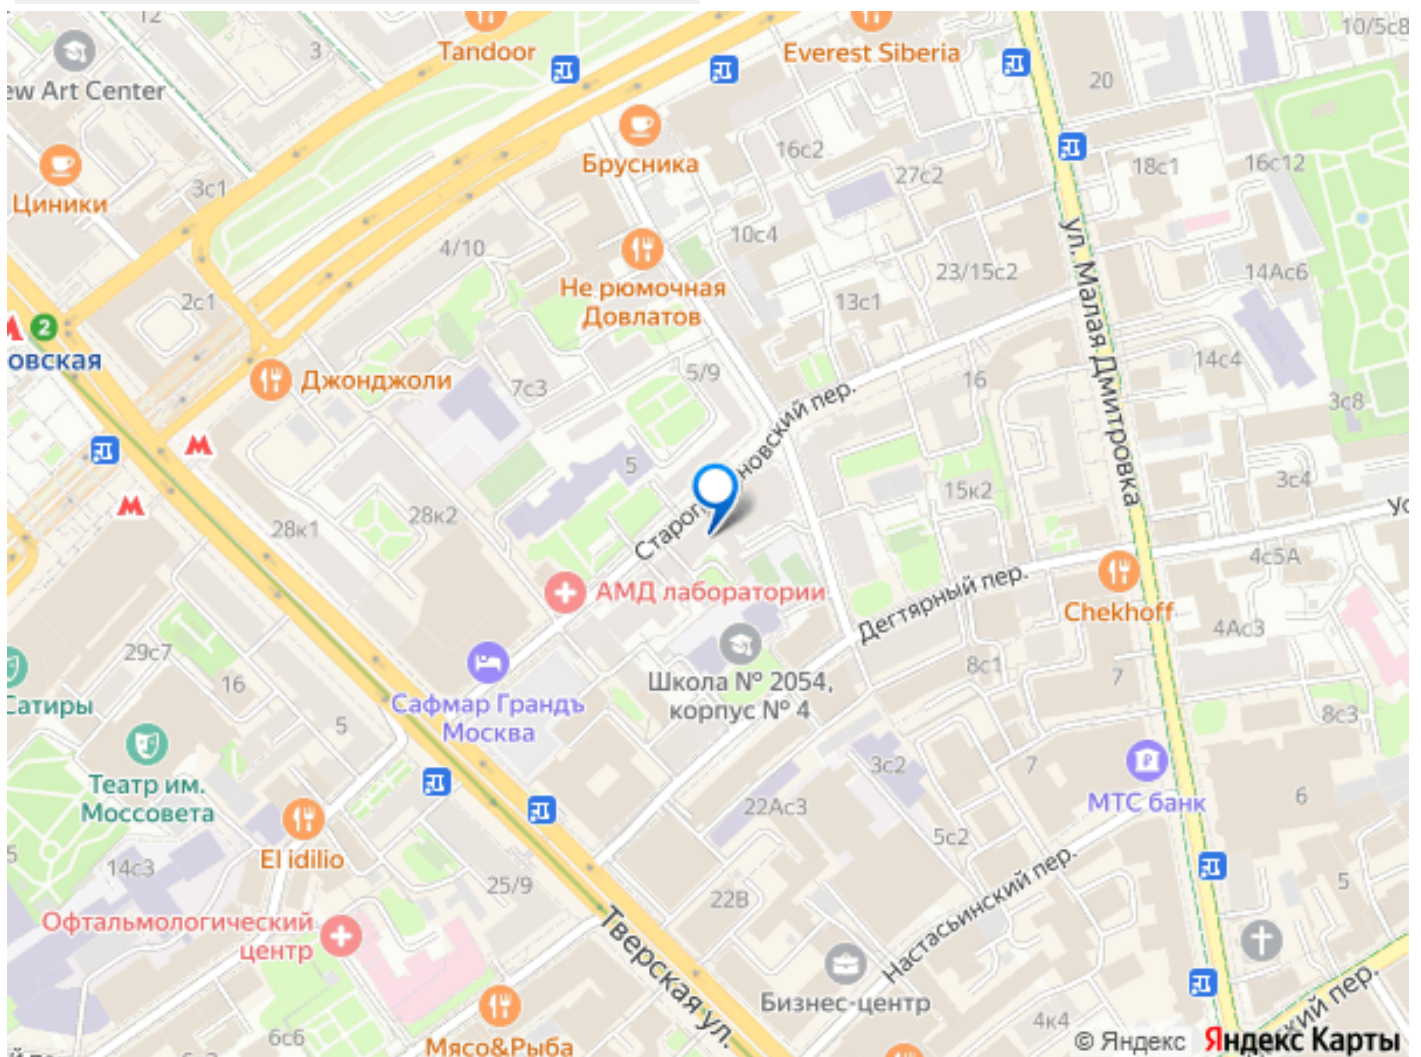 12
3
Tandoor
Everest Siberia
10/5с8
ew Art Center
20
Брусника
16с2
18с1
16с12
27с2
Циники
3с1
4/10
10с4
ул. Малая Дмитровка
23/15с2
14Ас6
Не рюмочная
Довлатов
2с1
13с1
2
овская
Джонджоли
7с3
5/9
16
14с4
3с8
5
15к2
3с4
28к1
28к2
Ус
4с5А
АМД лаборатории
Дегтярный пер.
Chekhoff
4Ас3
29с7
16
Школа № 2054,
корпус № 4
8с1
7
Сатиры
Сафмар Грандъ
Москва
5
8с3
Театр им.
Моссовета
3с2
7
МТС банк
6
22Ас3
5с2
El idilio
14с3
5
25/9
22В
5
Настасьинский пер.
Офтальмологический
центр
Тверская ул.
Бизнес-центр
4к4
6с6
Мясо&Рыба
ский пер.
© Яндекс Яндекс Карты